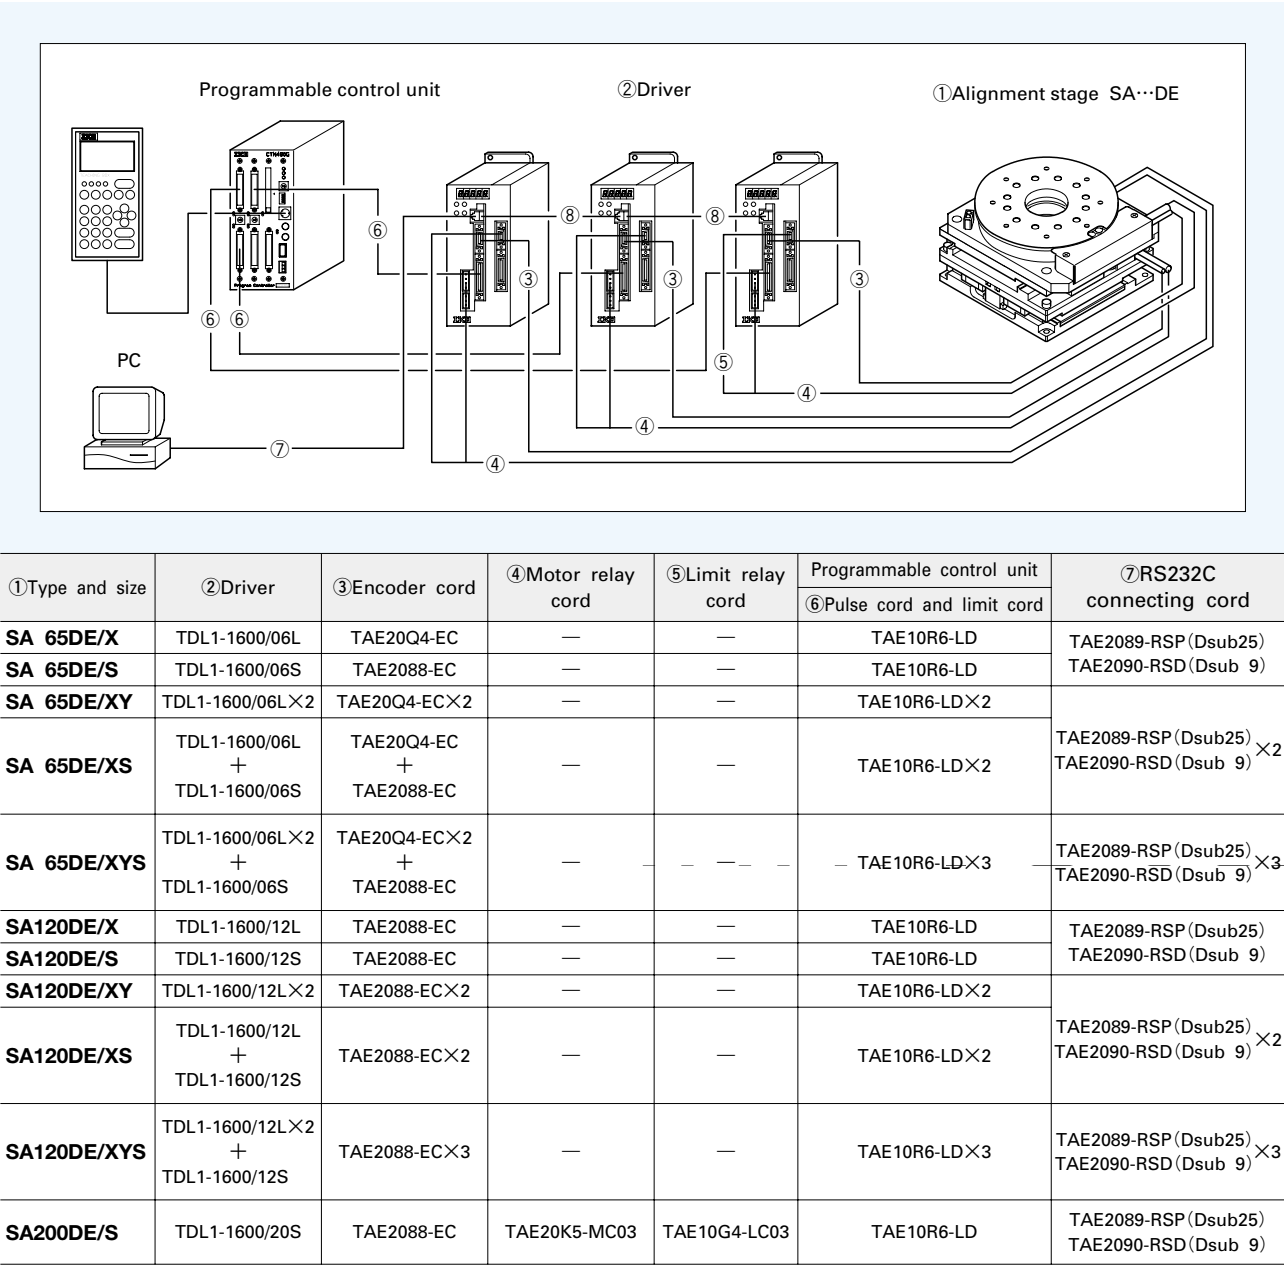 Programmable control unit
②Driver
①Alignment stage SA…DE
CTN480G
Program Controller
⑥
⑧
⑧
③
③
③
⑥
⑥
⑤
PC
④
④
⑦
④
①Type and size
②Driver
③Encoder cord
④Motor relay cord
⑤Limit relay cord
Programmable control unit
⑥Pulse cord and limit cord
⑦RS232C connecting cord
SA 65DE/X TDL1-1600/06L TAE20Q4-EC — — TAE10R6-LD
SA 65DE/S TDL1-1600/06S TAE2088-EC — — TAE10R6-LD
TAE2089-RSP(Dsub25)
TAE2090-RSD(Dsub 9)
SA 65DE/XY TDL1-1600/06L×2 TAE20Q4-EC×2 — — TAE10R6-LD×2
SA 65DE/XS TDL1-1600/06L + TDL1-1600/06S TAE20Q4-EC + TAE2088-EC — — TAE10R6-LD×2
TAE2089-RSP(Dsub25)
TAE2090-RSD(Dsub 9) ×2
SA 65DE/XYS TDL1-1600/06L×2 + TDL1-1600/06S TAE20Q4-EC×2 + TAE2088-EC — — TAE10R6-LD×3
TAE2089-RSP(Dsub25)
TAE2090-RSD(Dsub 9) ×3
SA120DE/X TDL1-1600/12L TAE2088-EC — — TAE10R6-LD
SA120DE/S TDL1-1600/12S TAE2088-EC — — TAE10R6-LD
TAE2089-RSP(Dsub25)
TAE2090-RSD(Dsub 9)
SA120DE/XY TDL1-1600/12L×2 TAE2088-EC×2 — — TAE10R6-LD×2
SA120DE/XS TDL1-1600/12L + TDL1-1600/12S TAE2088-EC×2 — — TAE10R6-LD×2
TAE2089-RSP(Dsub25)
TAE2090-RSD(Dsub 9) ×2
SA120DE/XYS TDL1-1600/12L×2 + TDL1-1600/12S TAE2088-EC×3 — — TAE10R6-LD×3
TAE2089-RSP(Dsub25)
TAE2090-RSD(Dsub 9) ×3
SA200DE/S TDL1-1600/20S TAE2088-EC TAE20K5-MC03 TAE10G4-LC03 TAE10R6-LD
TAE2089-RSP(Dsub25)
TAE2090-RSD(Dsub 9)